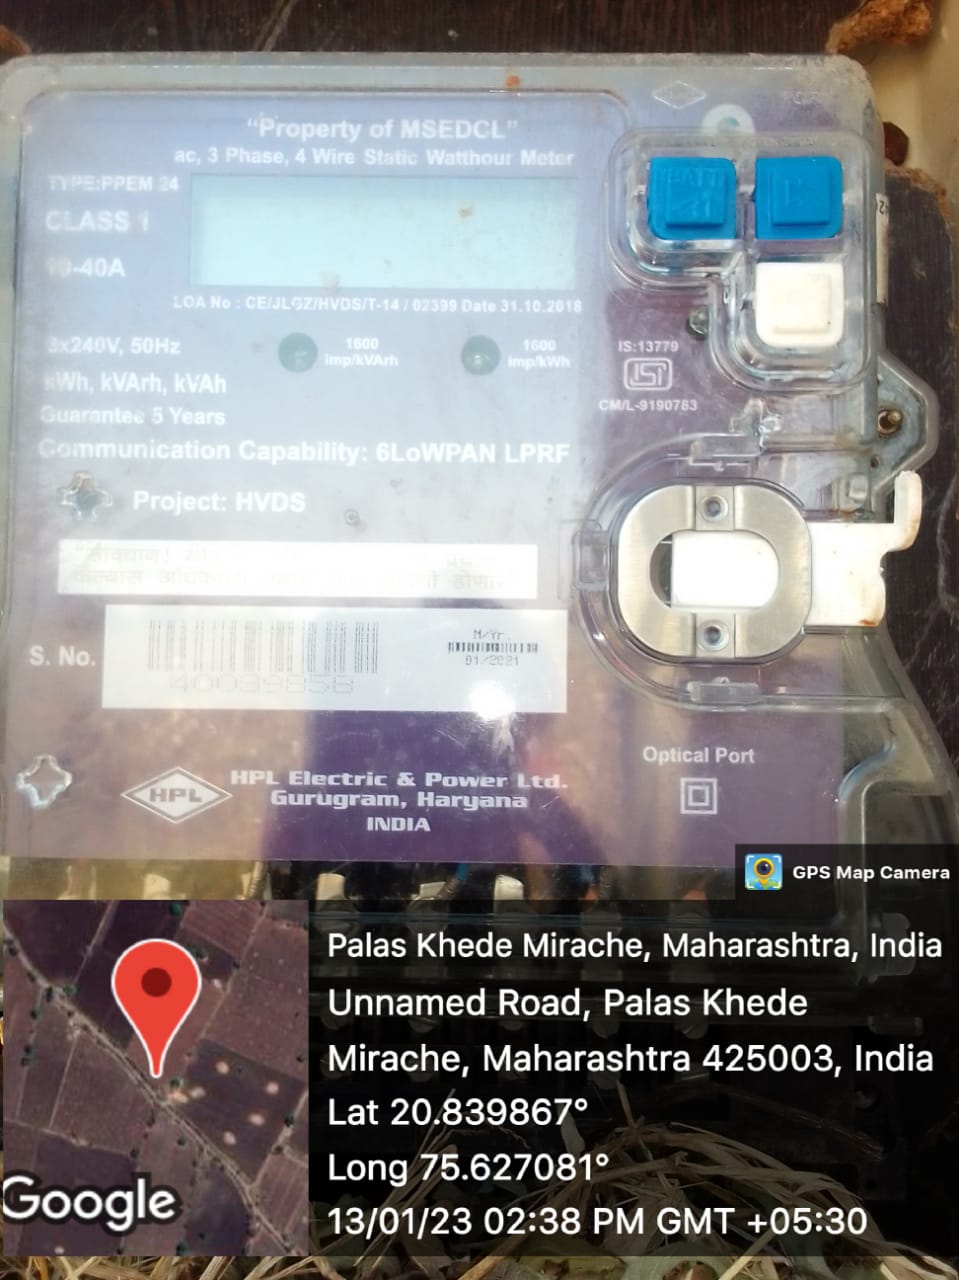 "Property of MSEDCL"
ac, 3 Phase, 4 Wire Static Watthour Meter
TYPE:PPEM 24
CLASS 1
10-40A
LOA No : CE/JLGZ/HVDS/T-14 / 02399 Date 31.10.2018
3x240V, 50Hz
1600
imp/kVArh
1600
imp/kWh
IS:13779
ISI
CM/L-9190783
kWh, kVArh, kVAh
Guarantee 5 Years
Communication Capability: 6LoWPAN LPRF
Project: HVDS
केल्यास
S. No.
40039858
M/Yr.
01/2021
HPL
HPL Electric & Power Ltd.
Gurugram, Haryana
INDIA
Optical Port
GPS Map Camera
Palas Khede Mirache, Maharashtra, India
Unnamed Road, Palas Khede
Mirache, Maharashtra 425003, India
Lat 20.839867°
Long 75.627081°
13/01/23 02:38 PM GMT +05:30
Google